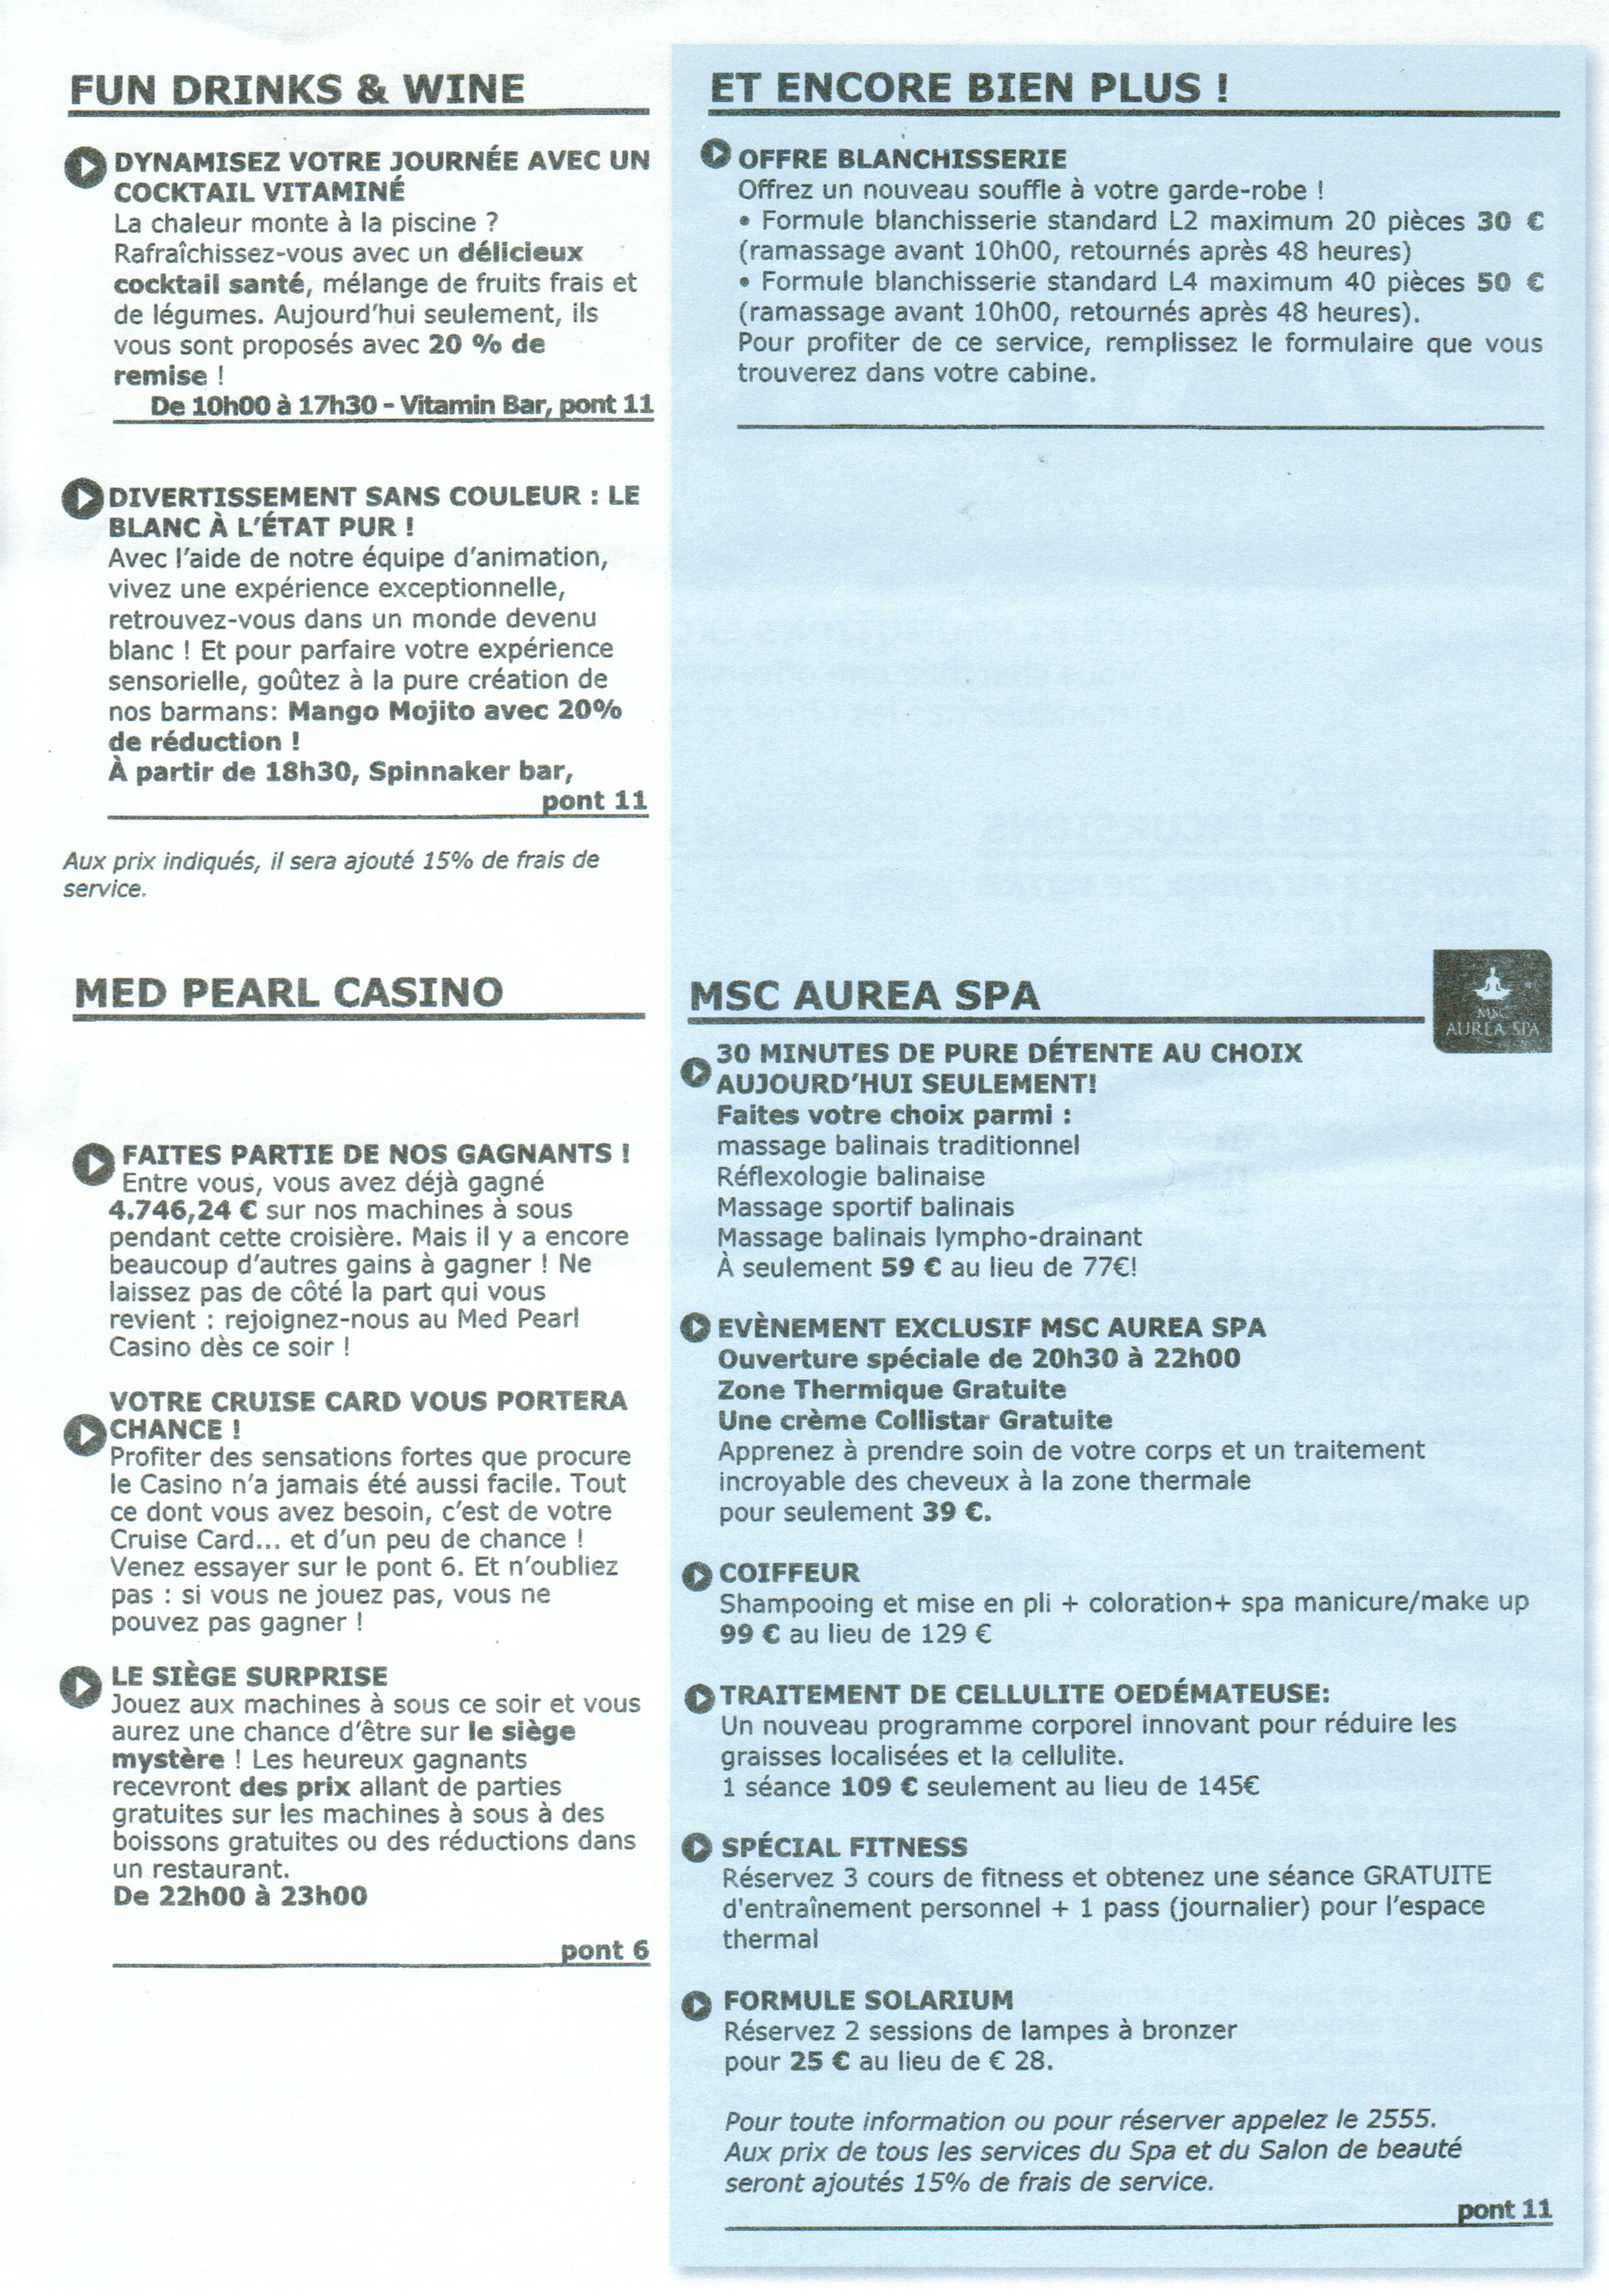 FUN DRINKS & WINE
DYNAMISEZ VOTRE JOURNÉE AVEC UN
COCKTAIL VITAMINÉ
La chaleur monte à la piscine ?
Rafraîchissez-vous avec un délicieux
cocktail santé, mélange de fruits frais et
de légumes. Aujourd'hui seulement, ils
vous sont proposés avec 20 % de
remise !
De 10h00 à 17h30 - Vitamin Bar, pont 11
DIVERTISSEMENT SANS COULEUR : LE
BLANC À L'ÉTAT PUR !
Avec l'aide de notre équipe d'animation,
vivez une expérience exceptionnelle,
retrouvez-vous dans un monde devenu
blanc ! Et pour parfaire votre expérience
sensorielle, goûtez à la pure création de
nos barmans: Mango Mojito avec 20%
de réduction !
À partir de 18h30, Spinnaker bar,
pont 11
Aux prix indiqués, il sera ajouté 15% de frais de
service.
MED PEARL CASINO
FAITES PARTIE DE NOS GAGNANTS !
Entre vous, vous avez déjà gagné
4.746,24 € sur nos machines à sous
pendant cette croisière. Mais il y a encore
beaucoup d'autres gains à gagner ! Ne
laissez pas de côté la part qui vous
revient : rejoignez-nous au Med Pearl
Casino dès ce soir !
VOTRE CRUISE CARD VOUS PORTERA
CHANCE !
Profiter des sensations fortes que procure
le Casino n'a jamais été aussi facile. Tout
ce dont vous avez besoin, c'est de votre
Cruise Card... et d'un peu de chance !
Venez essayer sur le pont 6. Et n'oubliez
pas : si vous ne jouez pas, vous ne
pouvez pas gagner !
LE SIÈGE SURPRISE
Jouez aux machines à sous ce soir et vous
aurez une chance d'être sur le siège
mystère ! Les heureux gagnants
recevront des prix allant de parties
gratuites sur les machines à sous à des
boissons gratuites ou des réductions dans
un restaurant.
De 22h00 à 23h00
pont 6
ET ENCORE BIEN PLUS !
OFFRE BLANCHISSERIE
Offrez un nouveau souffle à votre garde-robe !
• Formule blanchisserie standard L2 maximum 20 pièces 30 €
(ramassage avant 10h00, retournés après 48 heures)
• Formule blanchisserie standard L4 maximum 40 pièces 50 €
(ramassage avant 10h00, retournés après 48 heures).
Pour profiter de ce service, remplissez le formulaire que vous
trouverez dans votre cabine.
MSC AUREA SPA
MSC
AUREA SPA
30 MINUTES DE PURE DÉTENTE AU CHOIX
AUJOURD'HUI SEULEMENT!
Faites votre choix parmi :
massage balinais traditionnel
Réflexologie balinaise
Massage sportif balinais
Massage balinais lympho-drainant
À seulement 59 € au lieu de 77€!
EVÈNEMENT EXCLUSIF MSC AUREA SPA
Ouverture spéciale de 20h30 à 22h00
Zone Thermique Gratuite
Une crème Collistar Gratuite
Apprenez à prendre soin de votre corps et un traitement
incroyable des cheveux à la zone thermale
pour seulement 39 €.
COIFFEUR
Shampooing et mise en pli + coloration+ spa manicure/make up
99 € au lieu de 129 €
TRAITEMENT DE CELLULITE OEDÉMATEUSE:
Un nouveau programme corporel innovant pour réduire les
graisses localisées et la cellulite.
1 séance 109 € seulement au lieu de 145€
SPÉCIAL FITNESS
Réservez 3 cours de fitness et obtenez une séance GRATUITE
d'entraînement personnel + 1 pass (journalier) pour l'espace
thermal
FORMULE SOLARIUM
Réservez 2 sessions de lampes à bronzer
pour 25 € au lieu de € 28.
Pour toute information ou pour réserver appelez le 2555.
Aux prix de tous les services du Spa et du Salon de beauté
seront ajoutés 15% de frais de service.
pont 11